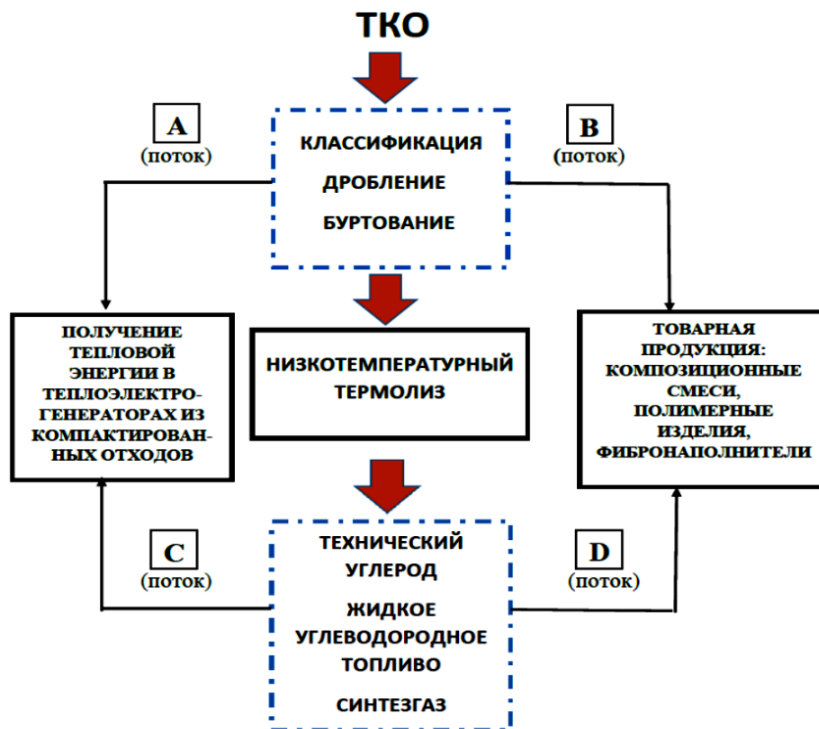 ТКО
A
(поток)
B
(поток)
КЛАССИФИКАЦИЯ
ДРОБЛЕНИЕ
БУРТОВАНИЕ
ПОЛУЧЕНИЕ
ТЕПЛОВОЙ
ЭНЕРГИИ В
ТЕПЛОЭЛЕКТРО-
ГЕНЕРАТОРАХ ИЗ
КОМПАКТИРОВАН-
НЫХ ОТХОДОВ
НИЗКОТЕМПЕРАТУРНЫЙ
ТЕРМОЛИЗ
ТОВАРНАЯ
ПРОДУКЦИЯ:
КОМПОЗИЦИОННЫЕ
СМЕСИ,
ПОЛИМЕРНЫЕ
ИЗДЕЛИЯ,
ФИБРОНАПОЛНИТЕЛИ
C
(поток)
D
(поток)
ТЕХНИЧЕСКИЙ
УГЛЕРОД
ЖИДКОЕ
УГЛЕВОДОРОДНОЕ
ТОПЛИВО
СИНТЕЗГАЗ